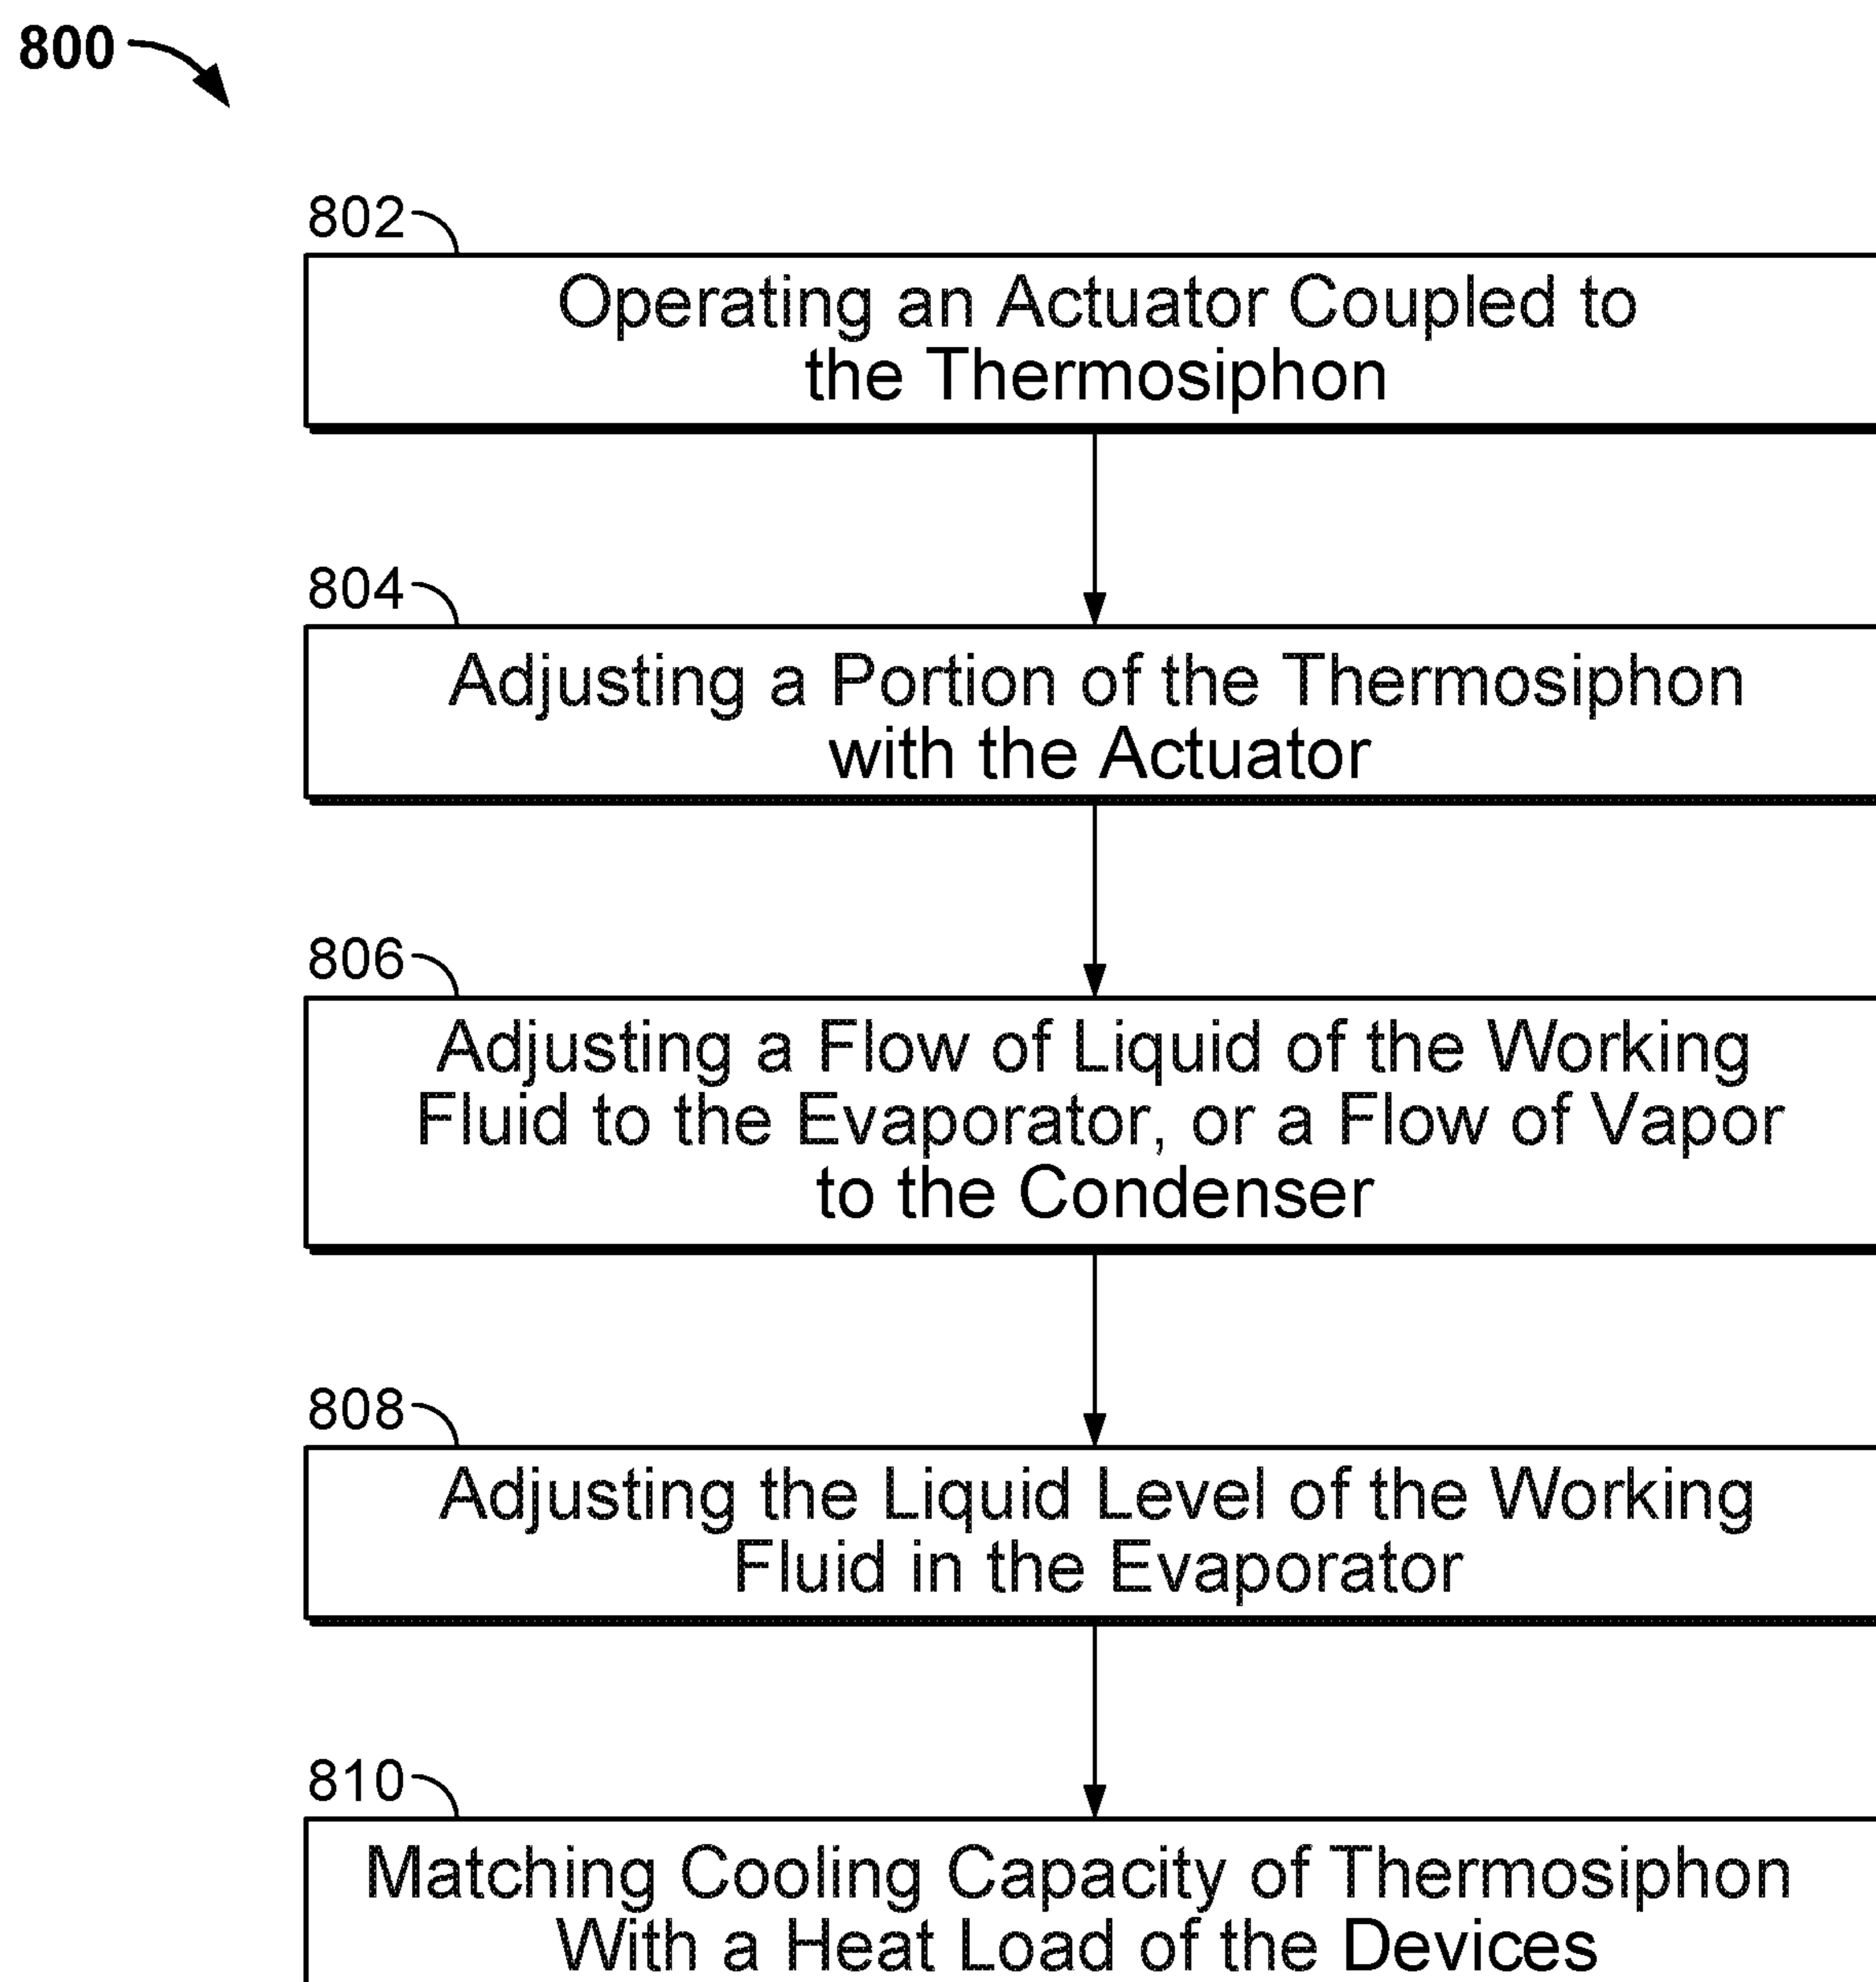 800
802
Operating an Actuator Coupled to
the Thermosiphon
804
Adjusting a Portion of the Thermosiphon
with the Actuator
806
Adjusting a Flow of Liquid of the Working
Fluid to the Evaporator, or a Flow of Vapor
to the Condenser
808
Adjusting the Liquid Level of the Working
Fluid in the Evaporator
810
Matching Cooling Capacity of Thermosiphon
With a Heat Load of the Devices